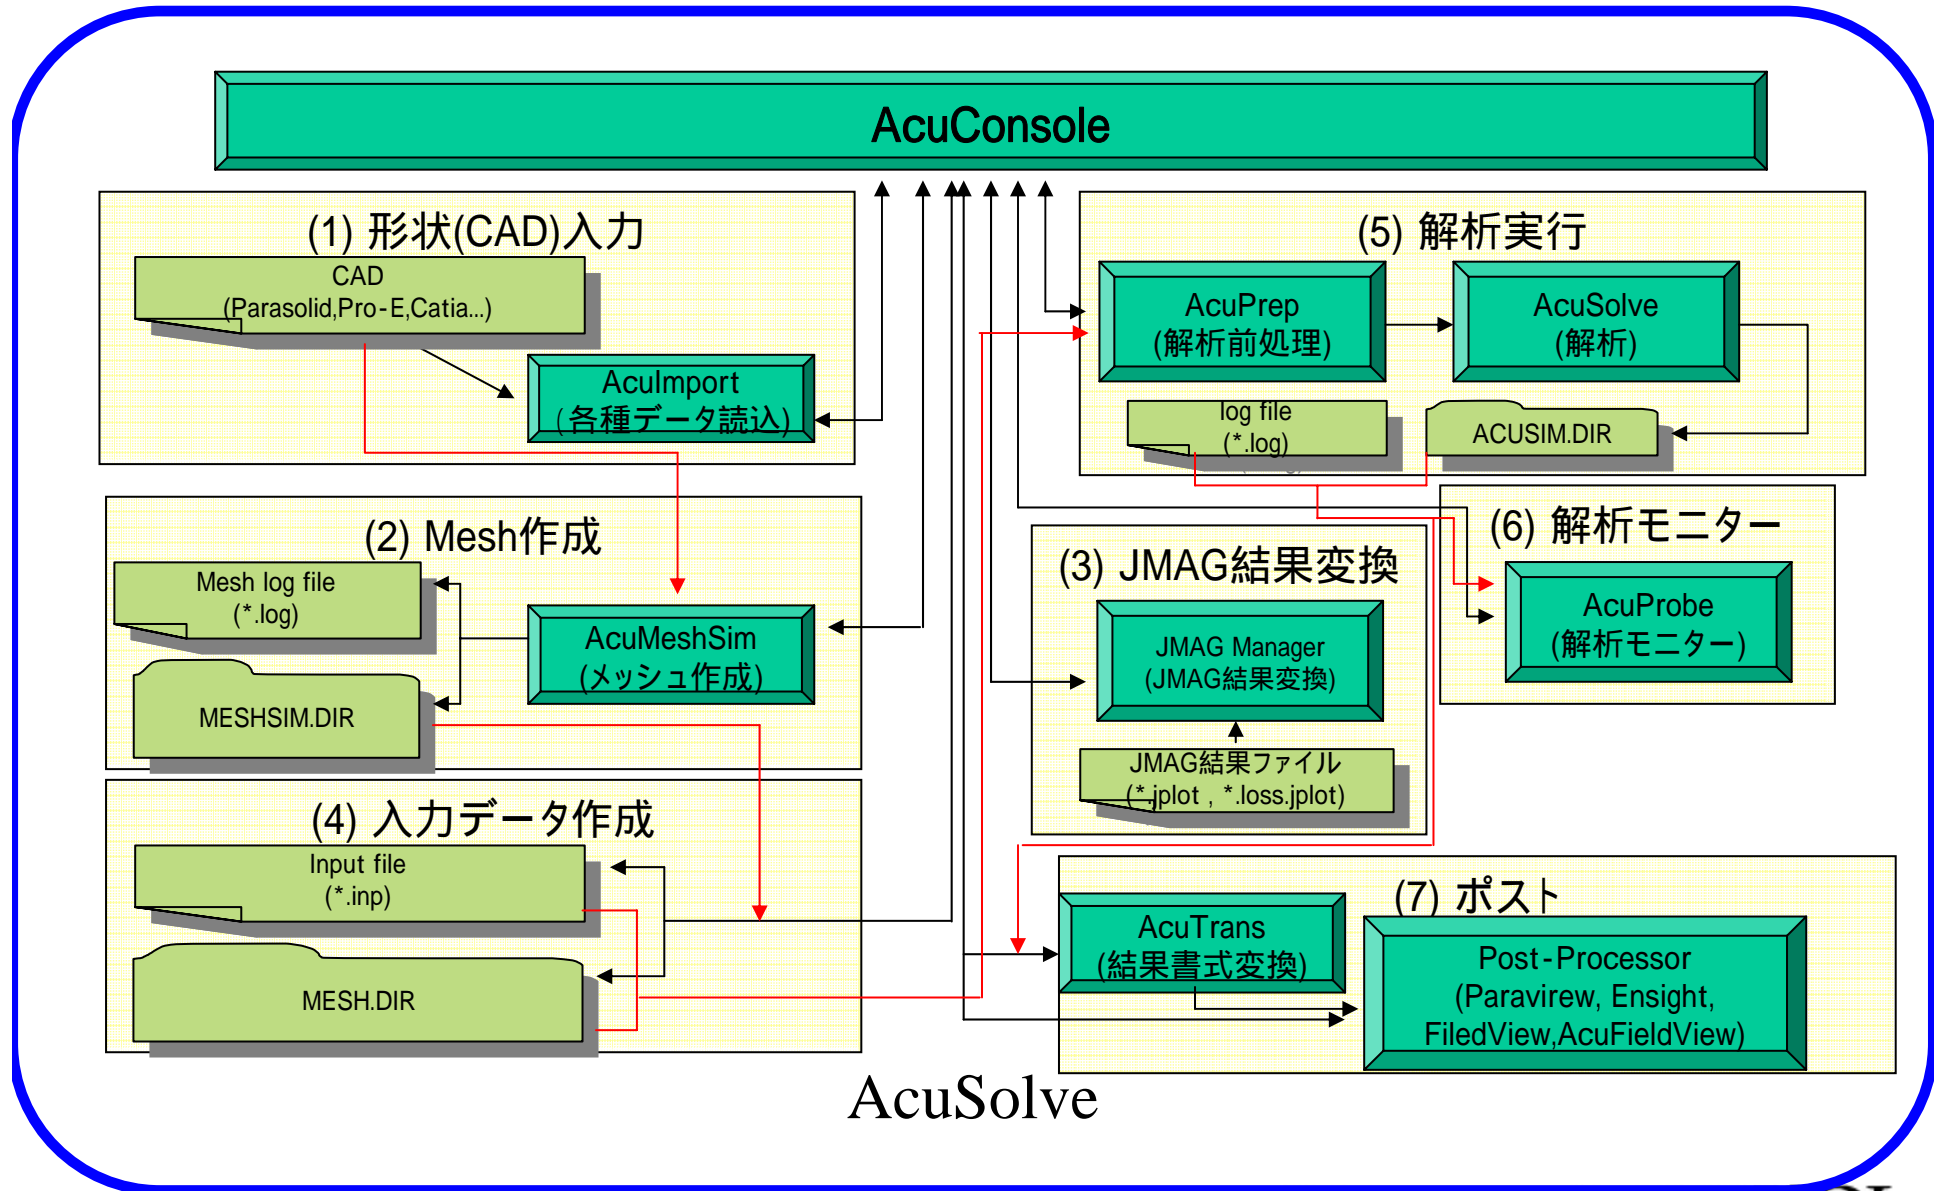 AcuConsole
(1) 形状(CAD)入力
CAD
(Parasolid,Pro-E,Catia...)
AcuImport
(各種データ読込)
(2) Mesh作成
Mesh log file
(*.log)
AcuMeshSim
(メッシュ作成)
MESHSIM.DIR
(4) 入力データ作成
Input file
(*.inp)
MESH.DIR
(5) 解析実行
AcuPrep
(解析前処理)
AcuSolve
(解析)
log file
(*.log)
ACUSIM.DIR
(3) JMAG結果変換
JMAG Manager
(JMAG結果変換)
JMAG結果ファイル
(*.jplot , *.loss.jplot)
(6) 解析モニター
AcuProbe
(解析モニター)
(7) ポスト
AcuTrans
(結果書式変換)
Post-Processor
(Paravirew, Ensight,
FiledView,AcuFieldView)
AcuSolve